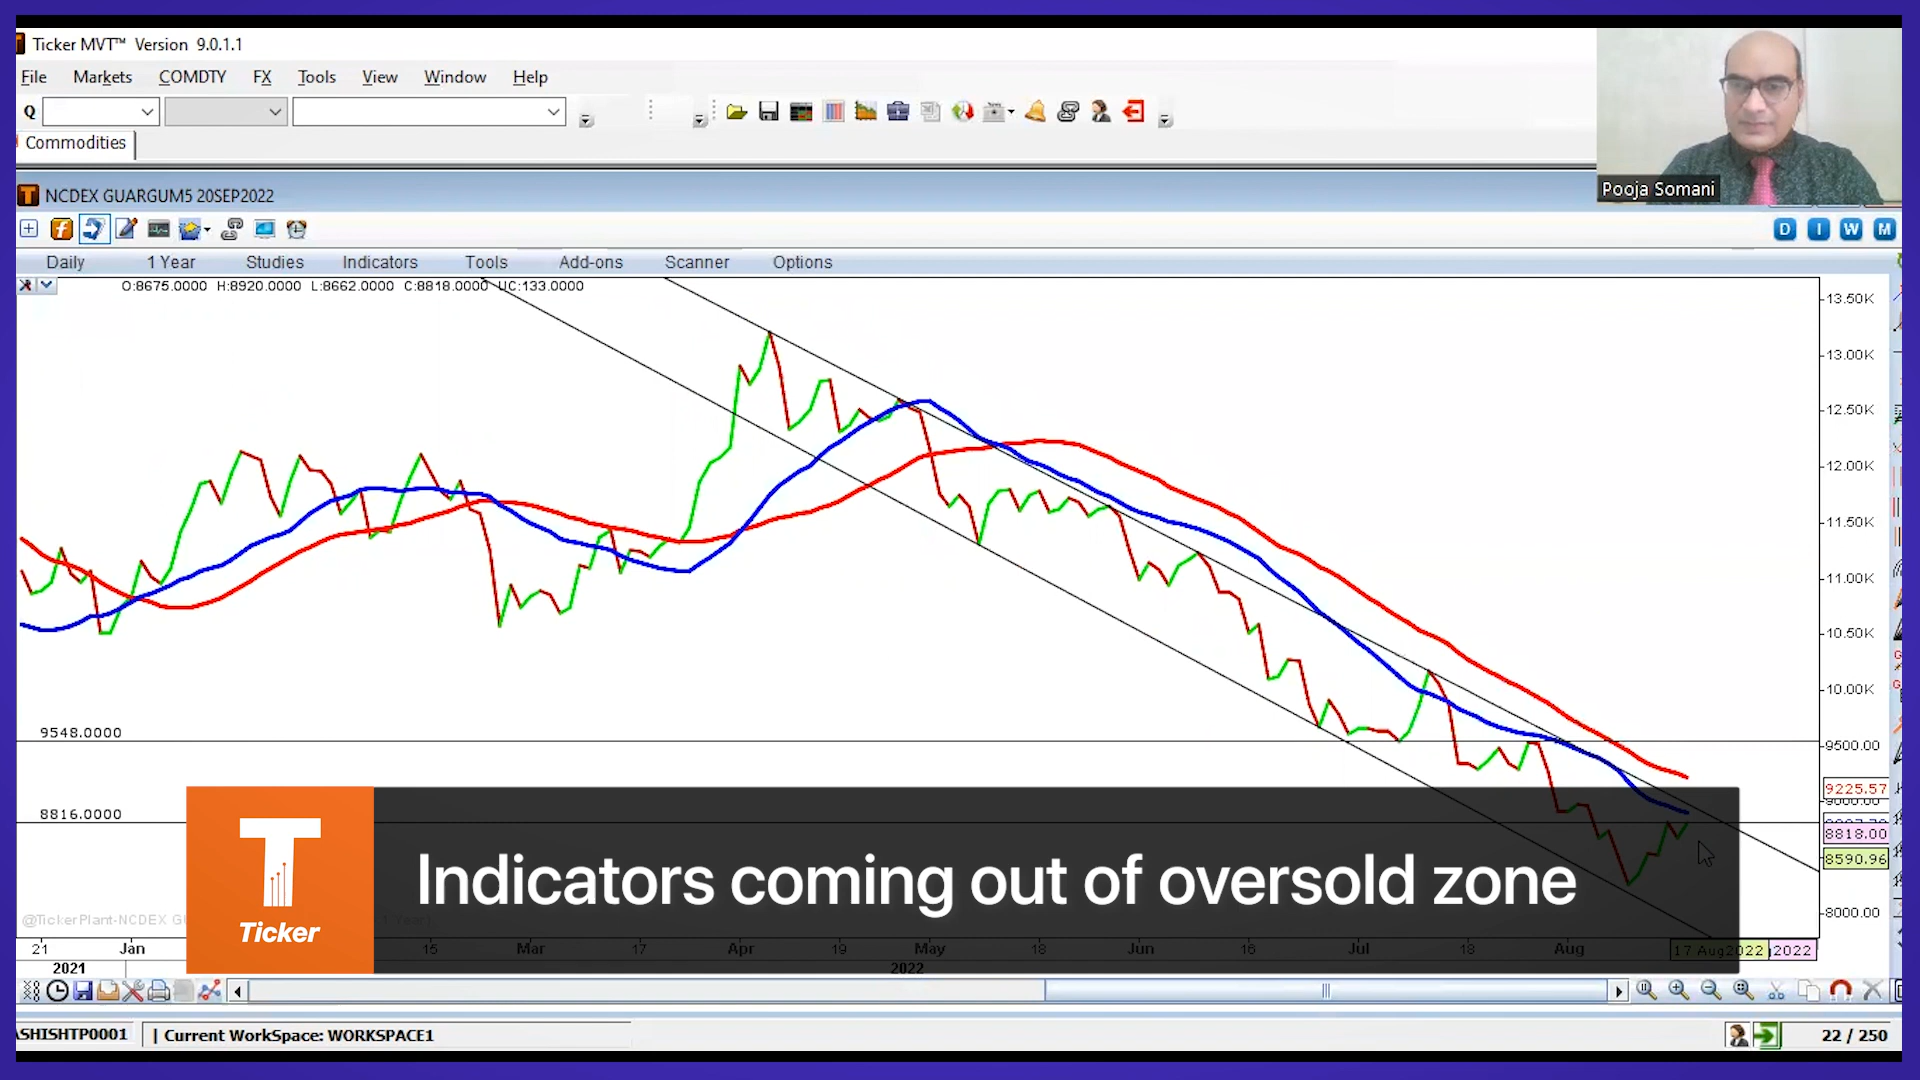 Ticker MVT™ Version 9.0.1.1
File Markets COMDTY FX Tools View Window Help
Q
Commodities
Pooja Somani
NCDEX GUARGUM5 20SEP2022
D I W M
Daily 1 Year Studies Indicators Tools Add-ons Scanner Options
O:8675.0000 H:8920.0000 L:8662.0000 C:8818.0000 UC:133.0000
13.50K
13.00K
12.50K
12.00K
11.50K
11.00K
10.50K
10.00K
9548.0000
9500.00
9225.57
9000.00
8816.0000
8818.00
8590.96
8000.00
T
Ticker
Indicators coming out of oversold zone
@TickerPlant-NCDEX
21 Jan 15 Mar 17 Apr 19 May 18 Jun 16 Jul 18 Aug 17 Aug2022 2022
2021 2022
SHISHTP0001 | Current WorkSpace: WORKSPACE1 22 / 250